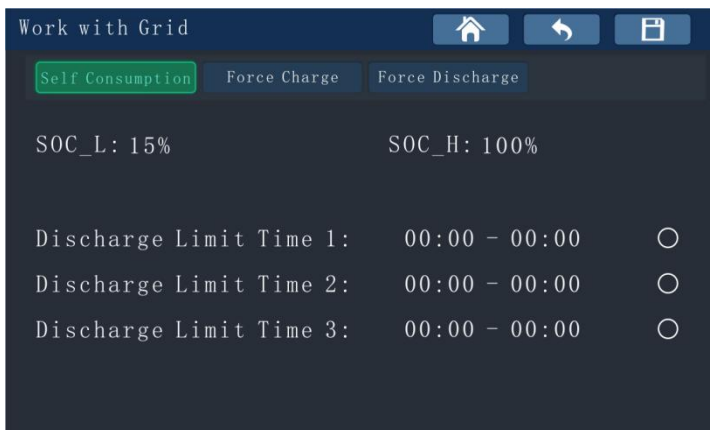 Work with Grid
Self Consumption Force Charge Force Discharge
SOC_L: 15% SOC_H: 100%
Discharge Limit Time 1: 00:00 - 00:00
Discharge Limit Time 2: 00:00 - 00:00
Discharge Limit Time 3: 00:00 - 00:00